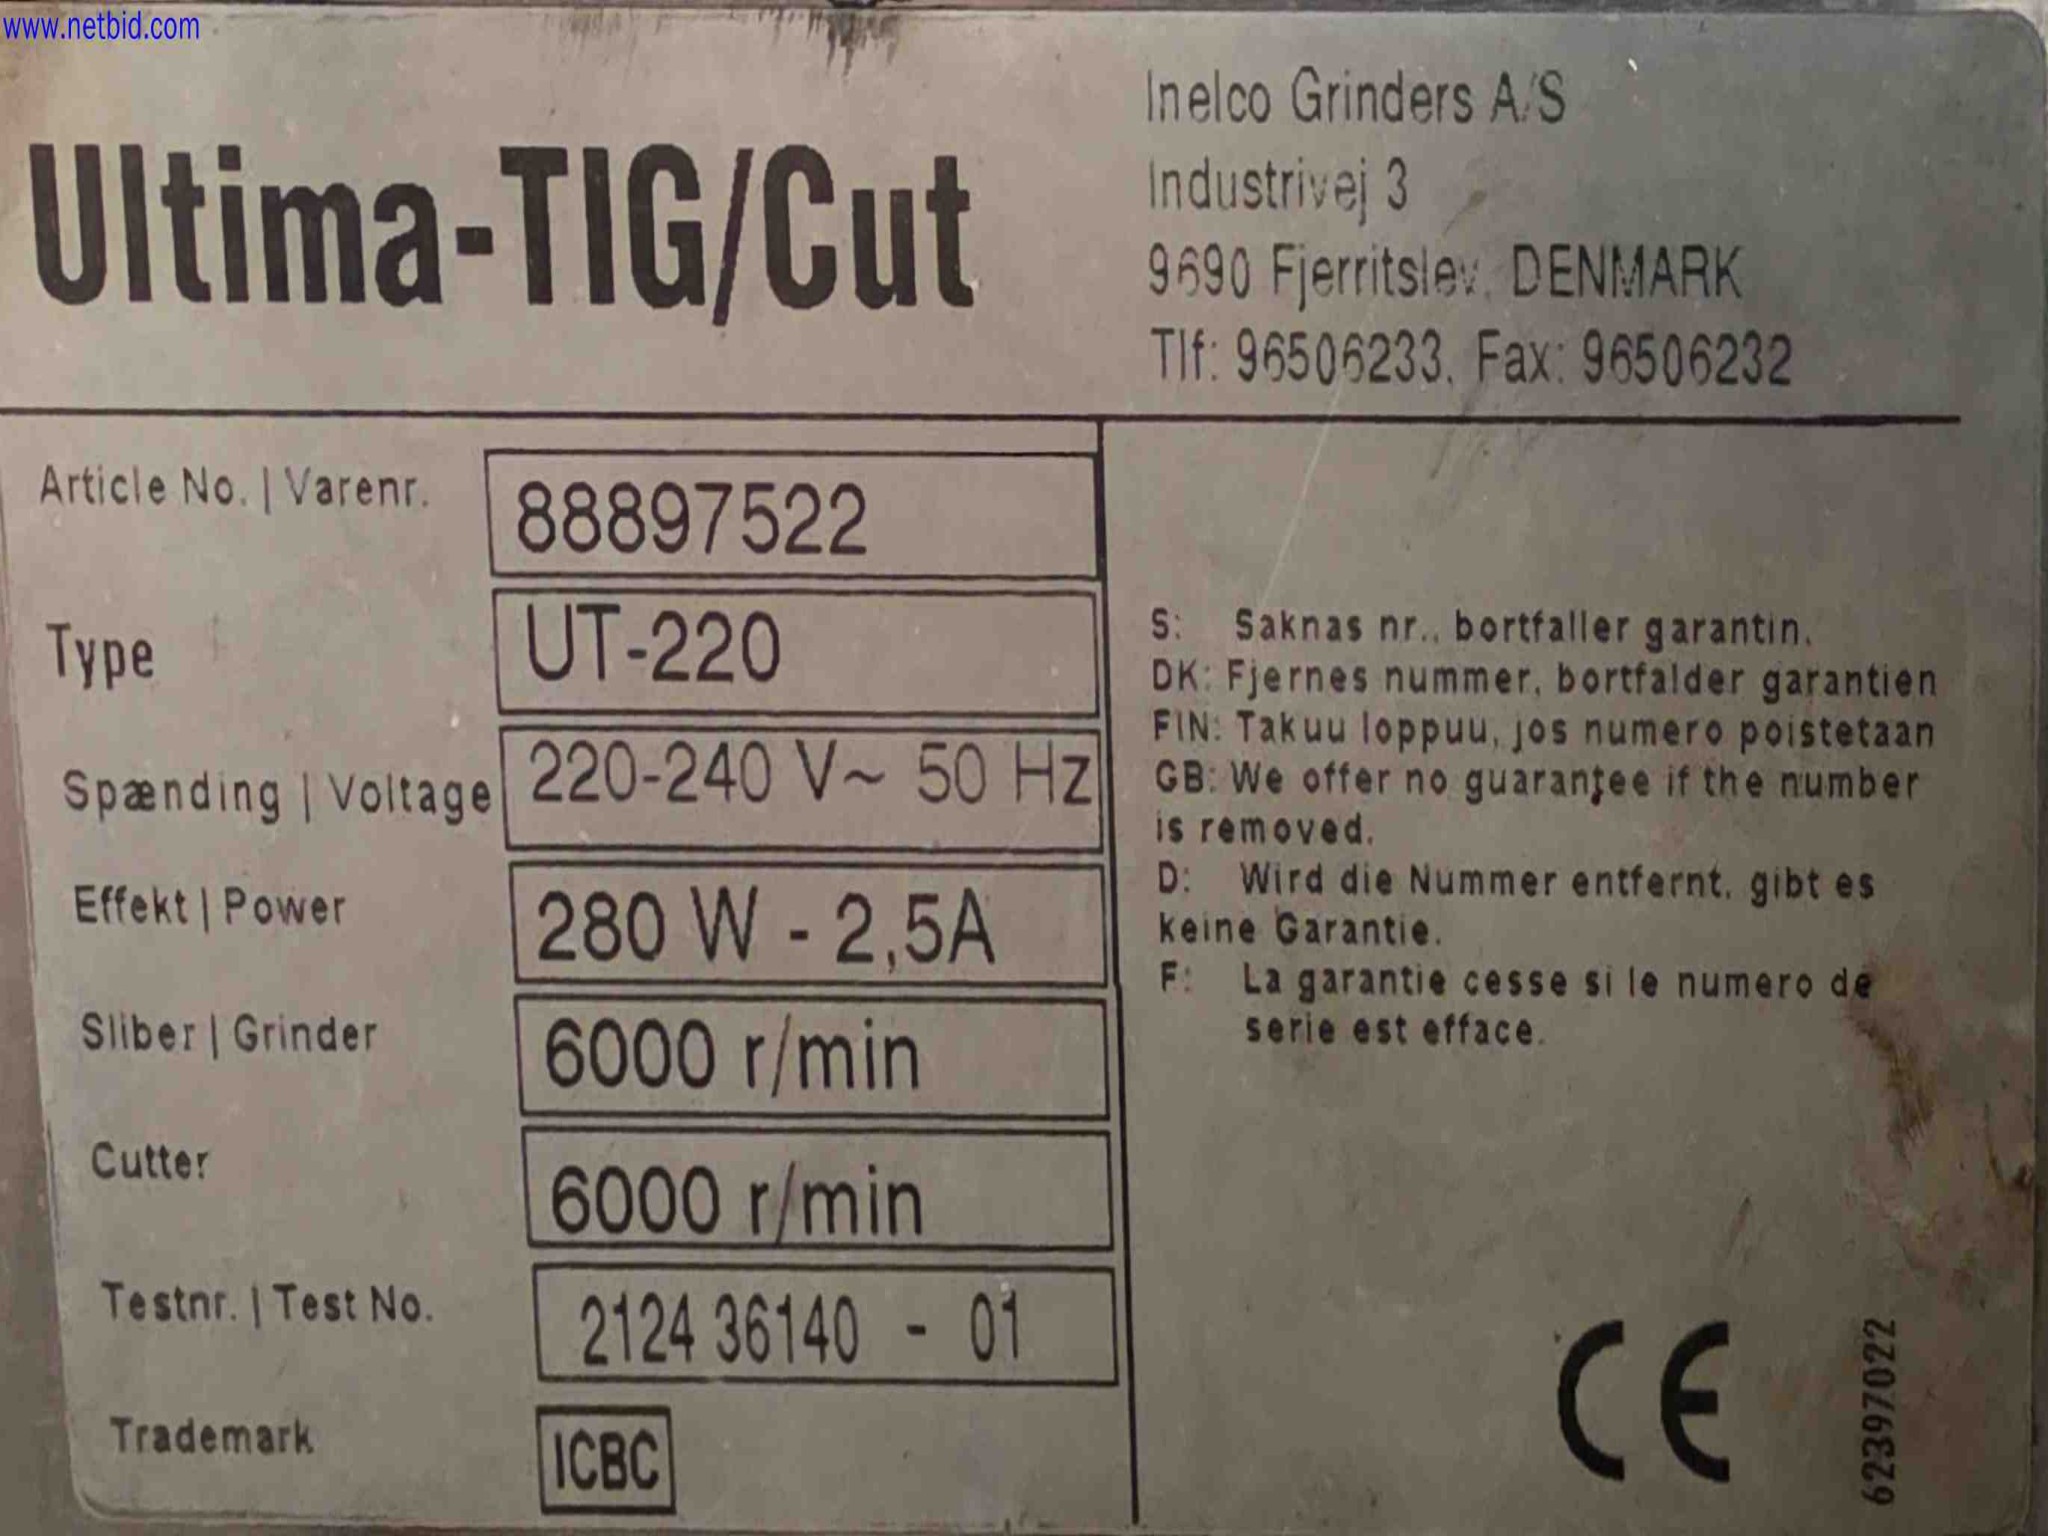 www.netbid.com
Ultima-TIG/Cut
Inelco Grinders A/S
Industrivej 3
9690 Fjerritslev, DENMARK
Tlf: 96506233, Fax: 96506232
Article No. | Varenr. 88897522
Type UT-220
Spænding | Voltage 220-240 V~ 50 Hz
Effekt | Power 280 W - 2,5A
Sliber | Grinder 6000 r/min
Cutter 6000 r/min
Testnr. | Test No. 2124 36140 - 01
Trademark ICBC
S: Saknas nr., bortfaller garantin.
DK: Fjernes nummer, bortfalder garantien
FIN: Takuu loppuu, jos numero poistetaan
GB: We offer no guarantee if the number
is removed.
D: Wird die Nummer entfernt, gibt es
keine Garantie.
F: La garantie cesse si le numero de
serie est efface.
CE
62397022